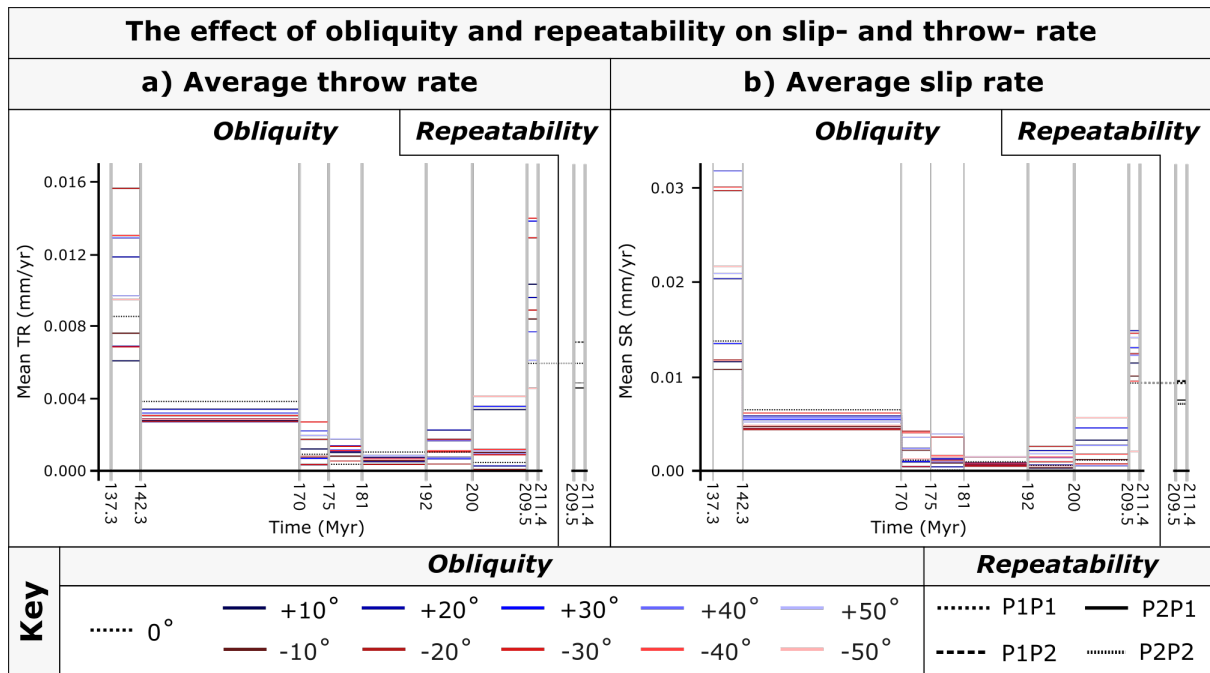 The effect of obliquity and repeatability on slip- and throw- rate
a) Average throw rate
b) Average slip rate
Obliquity
Repeatability
Obliquity
Repeatability
Mean TR (mm/yr)
0.016
0.012
0.008
0.004
0.000
137.3
142.3
170
175
181
192
200
209.5
211.4
209.5
211.4
Time (Myr)
Mean SR (mm/yr)
0.03
0.02
0.01
0.00
137.3
142.3
170
175
181
192
200
209.5
211.4
209.5
211.4
Time (Myr)
Key
Obliquity
Repeatability
0°
+10°
+20°
+30°
+40°
+50°
-10°
-20°
-30°
-40°
-50°
P1P1
P2P1
P1P2
P2P2